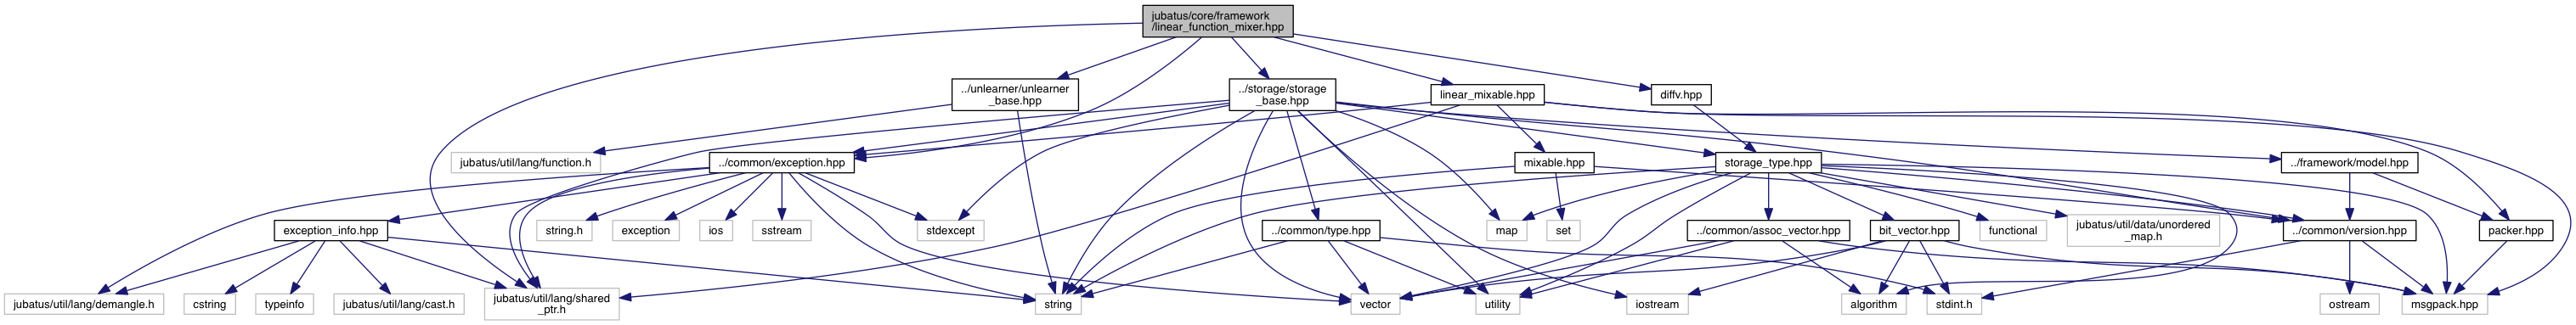 jubatus/core/framework
/linear_function_mixer.hpp
../unlearner/unlearner
_base.hpp
../storage/storage
_base.hpp
linear_mixable.hpp
diffv.hpp
jubatus/util/lang/function.h
../common/exception.hpp
mixable.hpp
storage_type.hpp
../framework/model.hpp
exception_info.hpp
string.h
exception
ios
sstream
stdexcept
../common/type.hpp
map
set
../common/assoc_vector.hpp
bit_vector.hpp
functional
jubatus/util/data/unordered
_map.h
../common/version.hpp
packer.hpp
jubatus/util/lang/demangle.h
cstring
typeinfo
jubatus/util/lang/cast.h
jubatus/util/lang/shared
_ptr.h
string
vector
utility
iostream
algorithm
stdint.h
ostream
msgpack.hpp